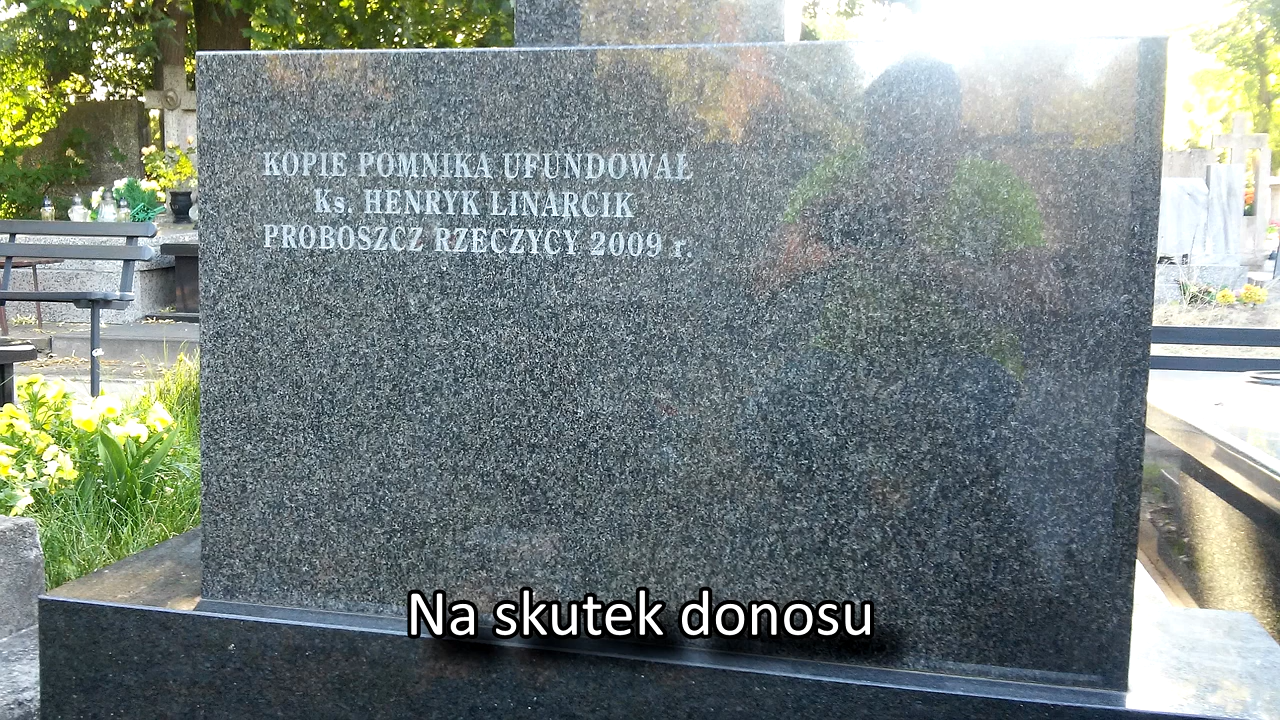 KOPIE POMNIKA UFUNDOWAŁ
Ks. HENRYK LINARCIK
PROBOSZCZ RZECZYCY 2009 r.
Na skutek donosu